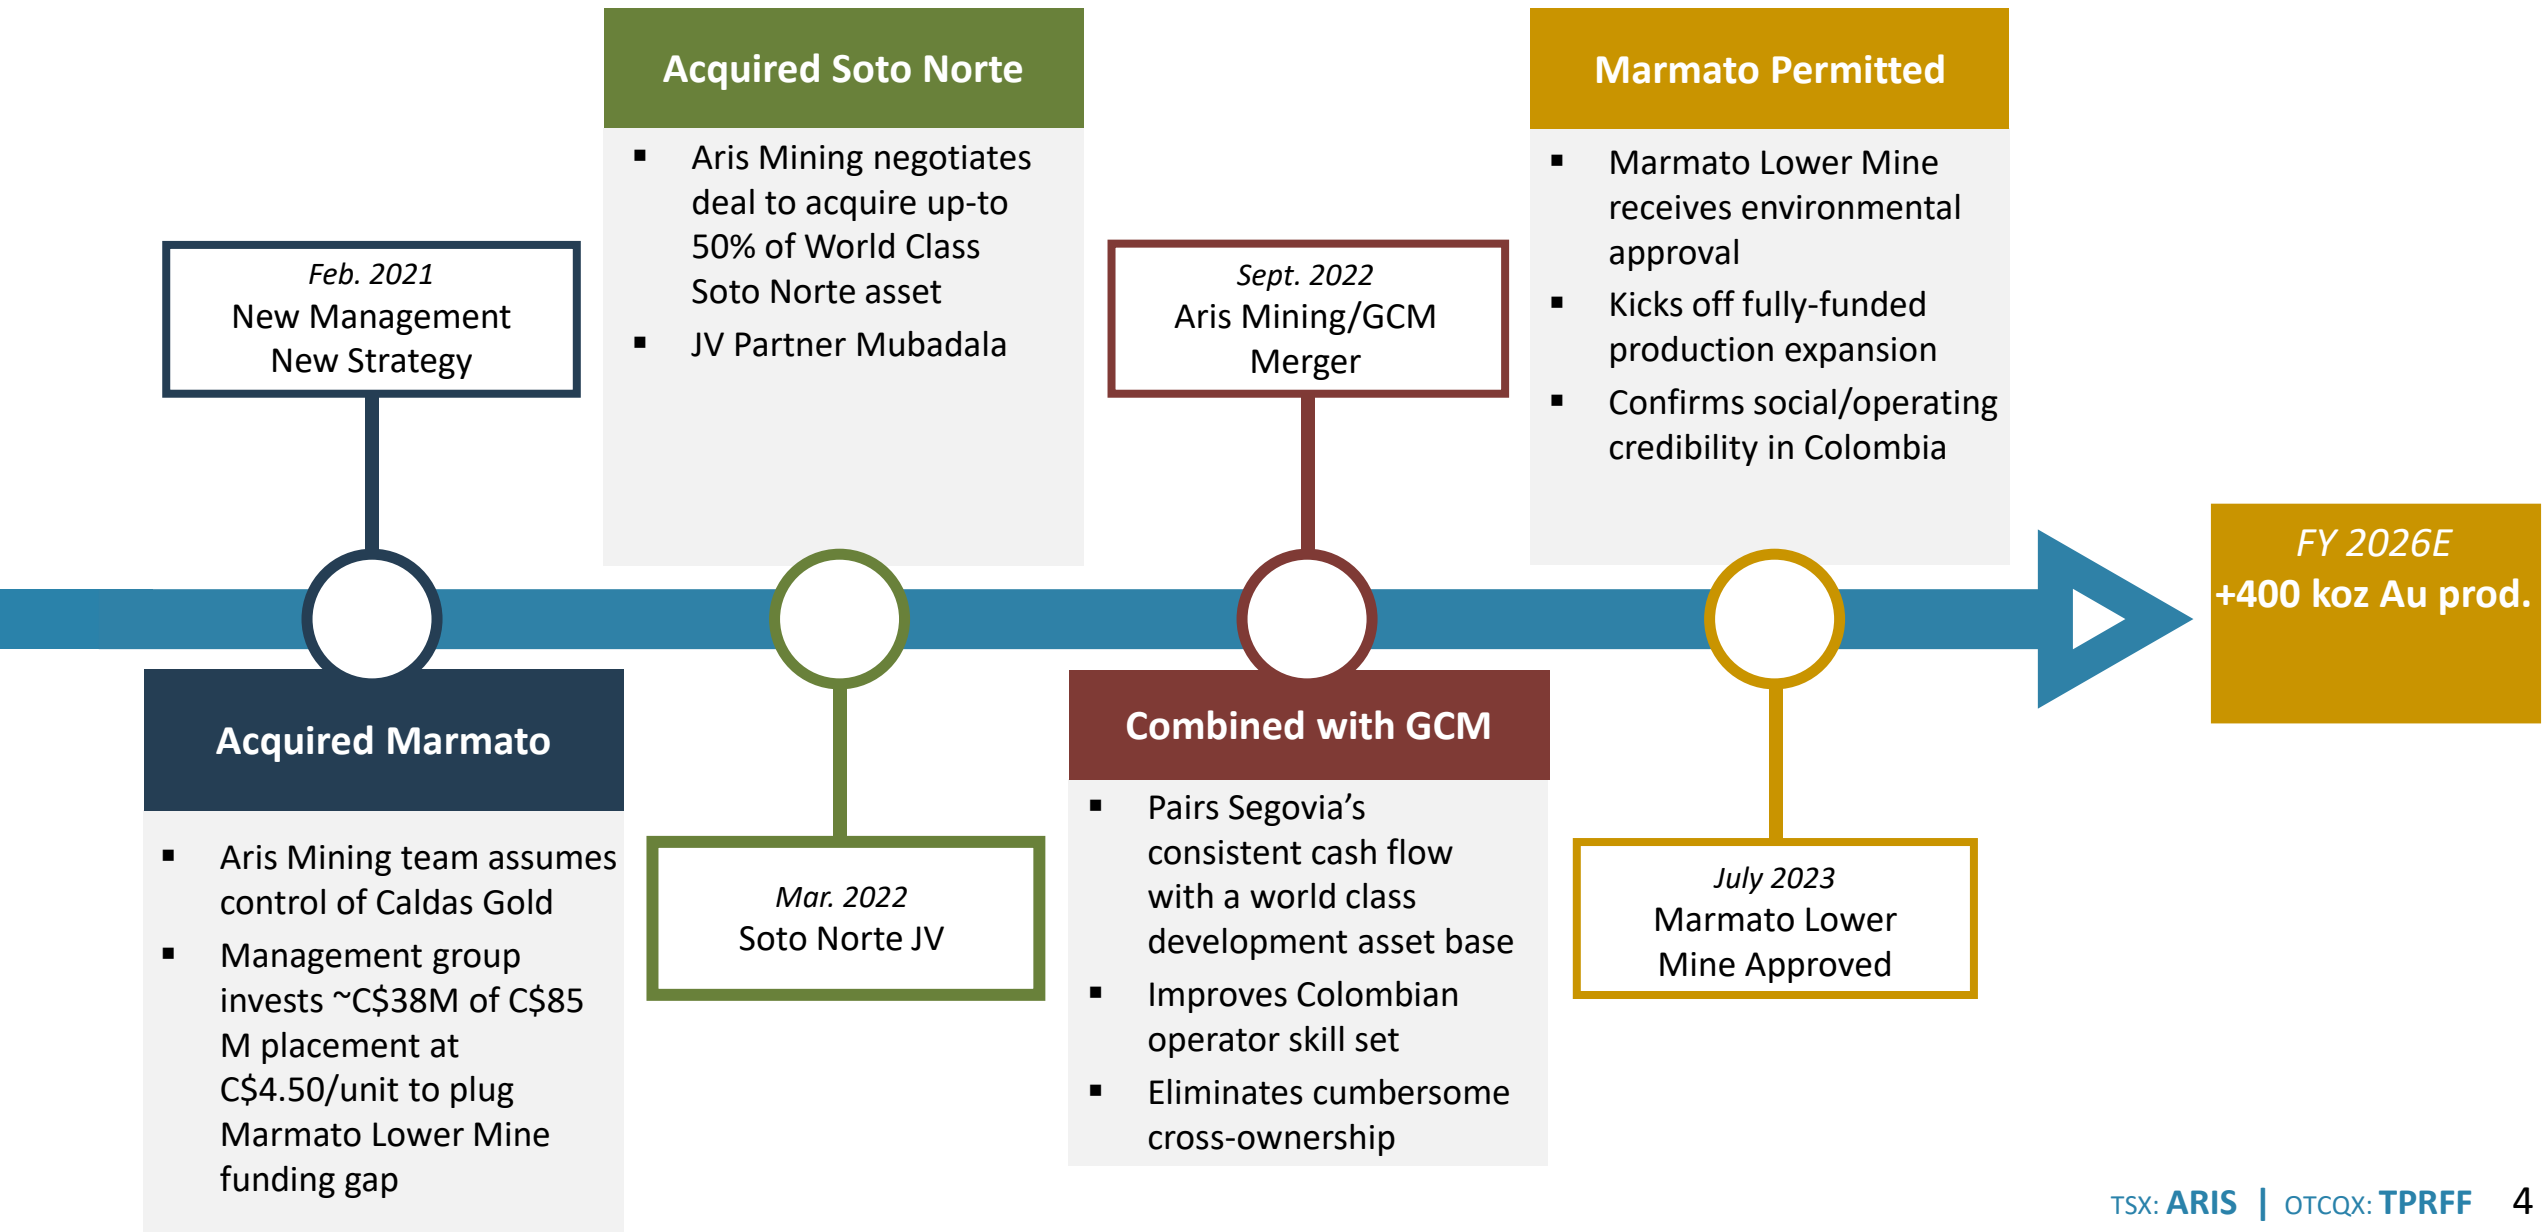 Feb. 2021
New Management
New Strategy
Acquired Marmato
▪ Aris Mining team assumes
control of Caldas Gold
▪ Management group
invests ~C$38M of C$85
M placement at
C$4.50/unit to plug
Marmato Lower Mine
funding gap
Acquired Soto Norte
▪ Aris Mining negotiates
deal to acquire up-to
50% of World Class
Soto Norte asset
▪ JV Partner Mubadala
Mar. 2022
Soto Norte JV
Sept. 2022
Aris Mining/GCM
Merger
Combined with GCM
▪ Pairs Segovia’s
consistent cash flow
with a world class
development asset base
▪ Improves Colombian
operator skill set
▪ Eliminates cumbersome
cross-ownership
Marmato Permitted
▪ Marmato Lower Mine
receives environmental
approval
▪ Kicks off fully-funded
production expansion
▪ Confirms social/operating
credibility in Colombia
July 2023
Marmato Lower
Mine Approved
FY 2026E
+400 koz Au prod.
TSX: ARIS | OTCQX: TPRFF 4